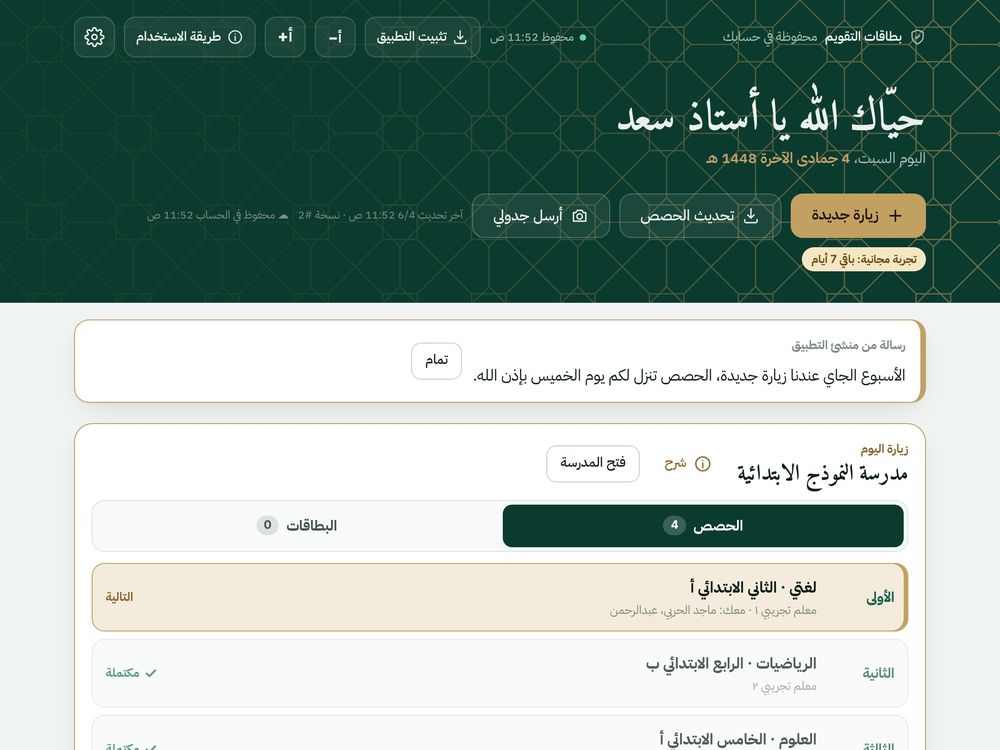 بطاقات التقويم محفوظة في حسابك
محفوظ 11:52 ص
تثبيت التطبيق
أ−
أ+
طريقة الاستخدام
حيّاك الله يا أستاذ سعد
اليوم السبت، 4 جمادى الآخرة 1448 هـ
زيارة جديدة
تحديث الحصص
أرسل جدولي
آخر تحديث 6/4 11:52 ص · نسخة #2
محفوظ في الحساب 11:52 ص
تجربة مجانية: باقي 7 أيام
رسالة من منشئ التطبيق
الأسبوع الجاي عندنا زيارة جديدة، الحصص تنزل لكم يوم الخميس بإذن الله.
تمام
زيارة اليوم
مدرسة النموذج الابتدائية
شرح
فتح المدرسة
الحصص 4
البطاقات 0
الأولى
لغتي · الثاني الابتدائي أ
معلم تجريبي ١ · معك: ماجد الحربي، عبدالرحمن
التالية
الثانية
الرياضيات · الرابع الابتدائي ب
معلم تجريبي ٢
مكتملة
الثالثة
العلوم · الخامس الابتدائي أ
مكتملة